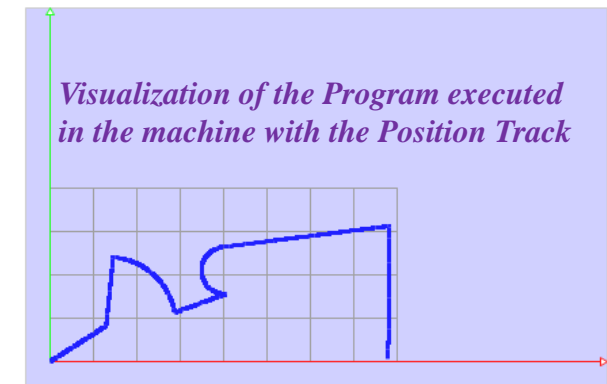 Visualization of the Program executed
in the machine with the Position Track